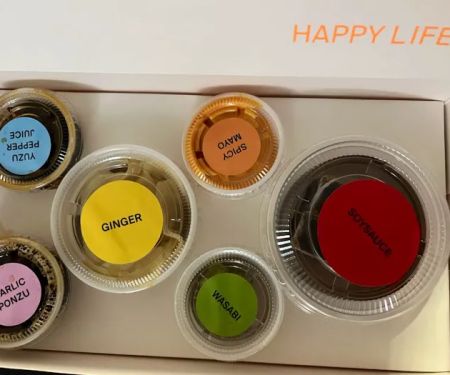 HAPPY LIFE
YUZU
PEPPER
JUICE
SPICY
MAYO
GINGER
SOYSAUCE
ARLIC
PONZU
WASABI